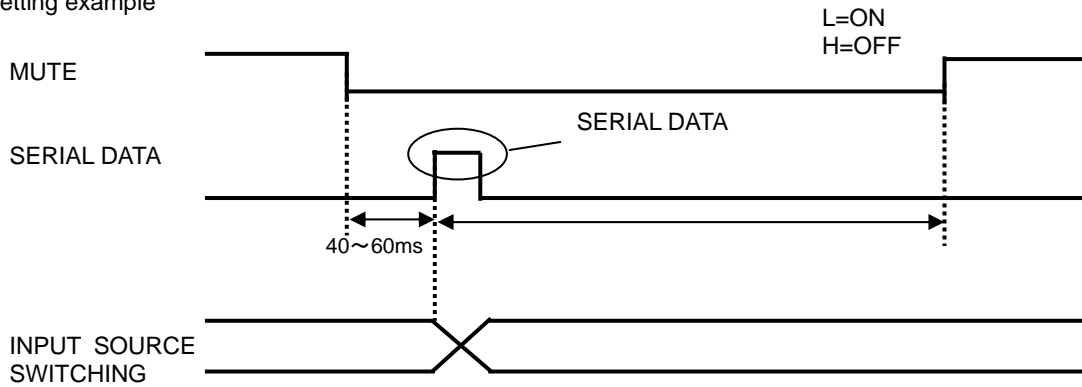 etting example
L=ON
H=OFF
MUTE
SERIAL DATA
SERIAL DATA
40～60ms
INPUT SOURCE
SWITCHING